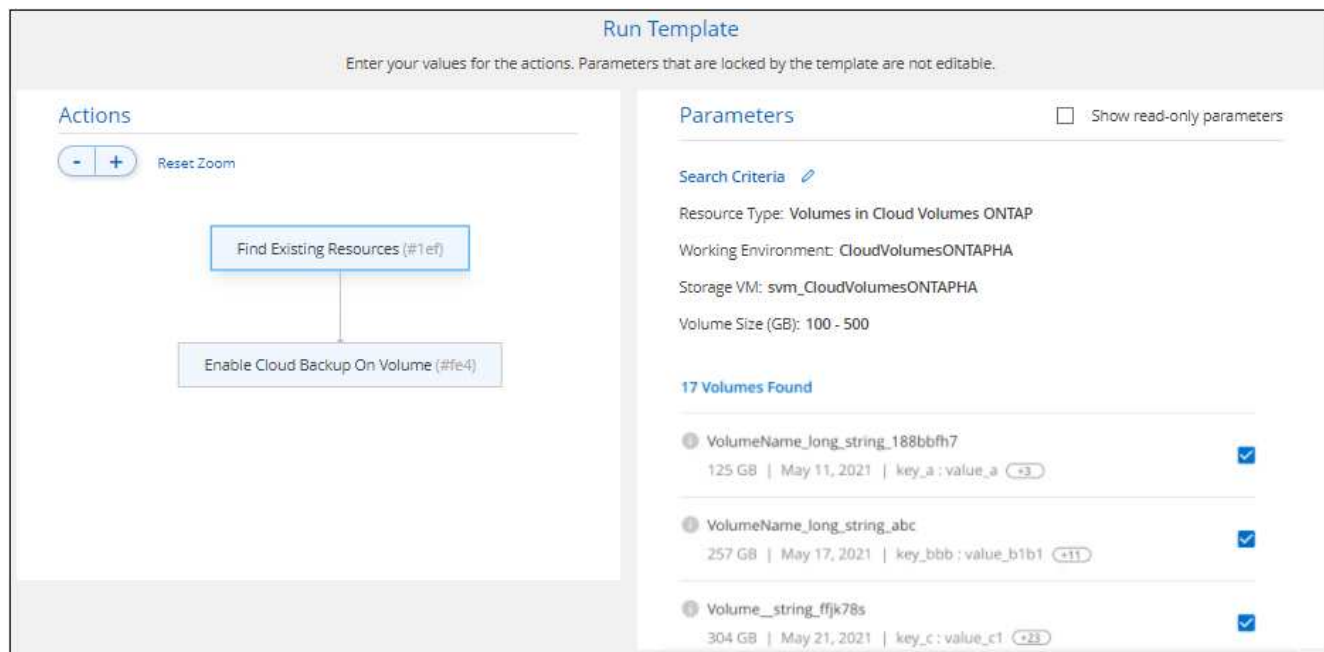 Run Template
Enter your values for the actions. Parameters that are locked by the template are not editable.
Actions
- + Reset Zoom
Find Existing Resources (#1ef)
Enable Cloud Backup On Volume (#fe4)
Parameters
Show read-only parameters
Search Criteria
Resource Type: Volumes in Cloud Volumes ONTAP
Working Environment: CloudVolumesONTAPHA
Storage VM: svm_CloudVolumesONTAPHA
Volume Size (GB): 100 - 500
17 Volumes Found
VolumeName_long_string_188bbfh7
125 GB | May 11, 2021 | key_a : value_a +3
VolumeName_long_string_abc
257 GB | May 17, 2021 | key_bbb : value_b1b1 +11
Volume__string_ffjk78s
304 GB | May 21, 2021 | key_c : value_c1 +23